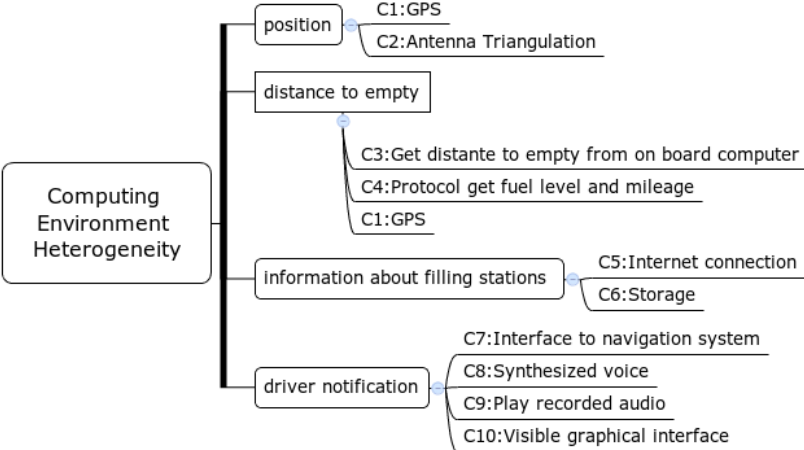 C1:GPS
position
C2:Antenna Triangulation
distance to empty
C3:Get distante to empty from on board computer
C4:Protocol get fuel level and mileage
C1:GPS
Computing
Environment
Heterogeneity
information about filling stations
C5:Internet connection
C6:Storage
C7:Interface to navigation system
C8:Synthesized voice
driver notification
C9:Play recorded audio
C10:Visible graphical interface